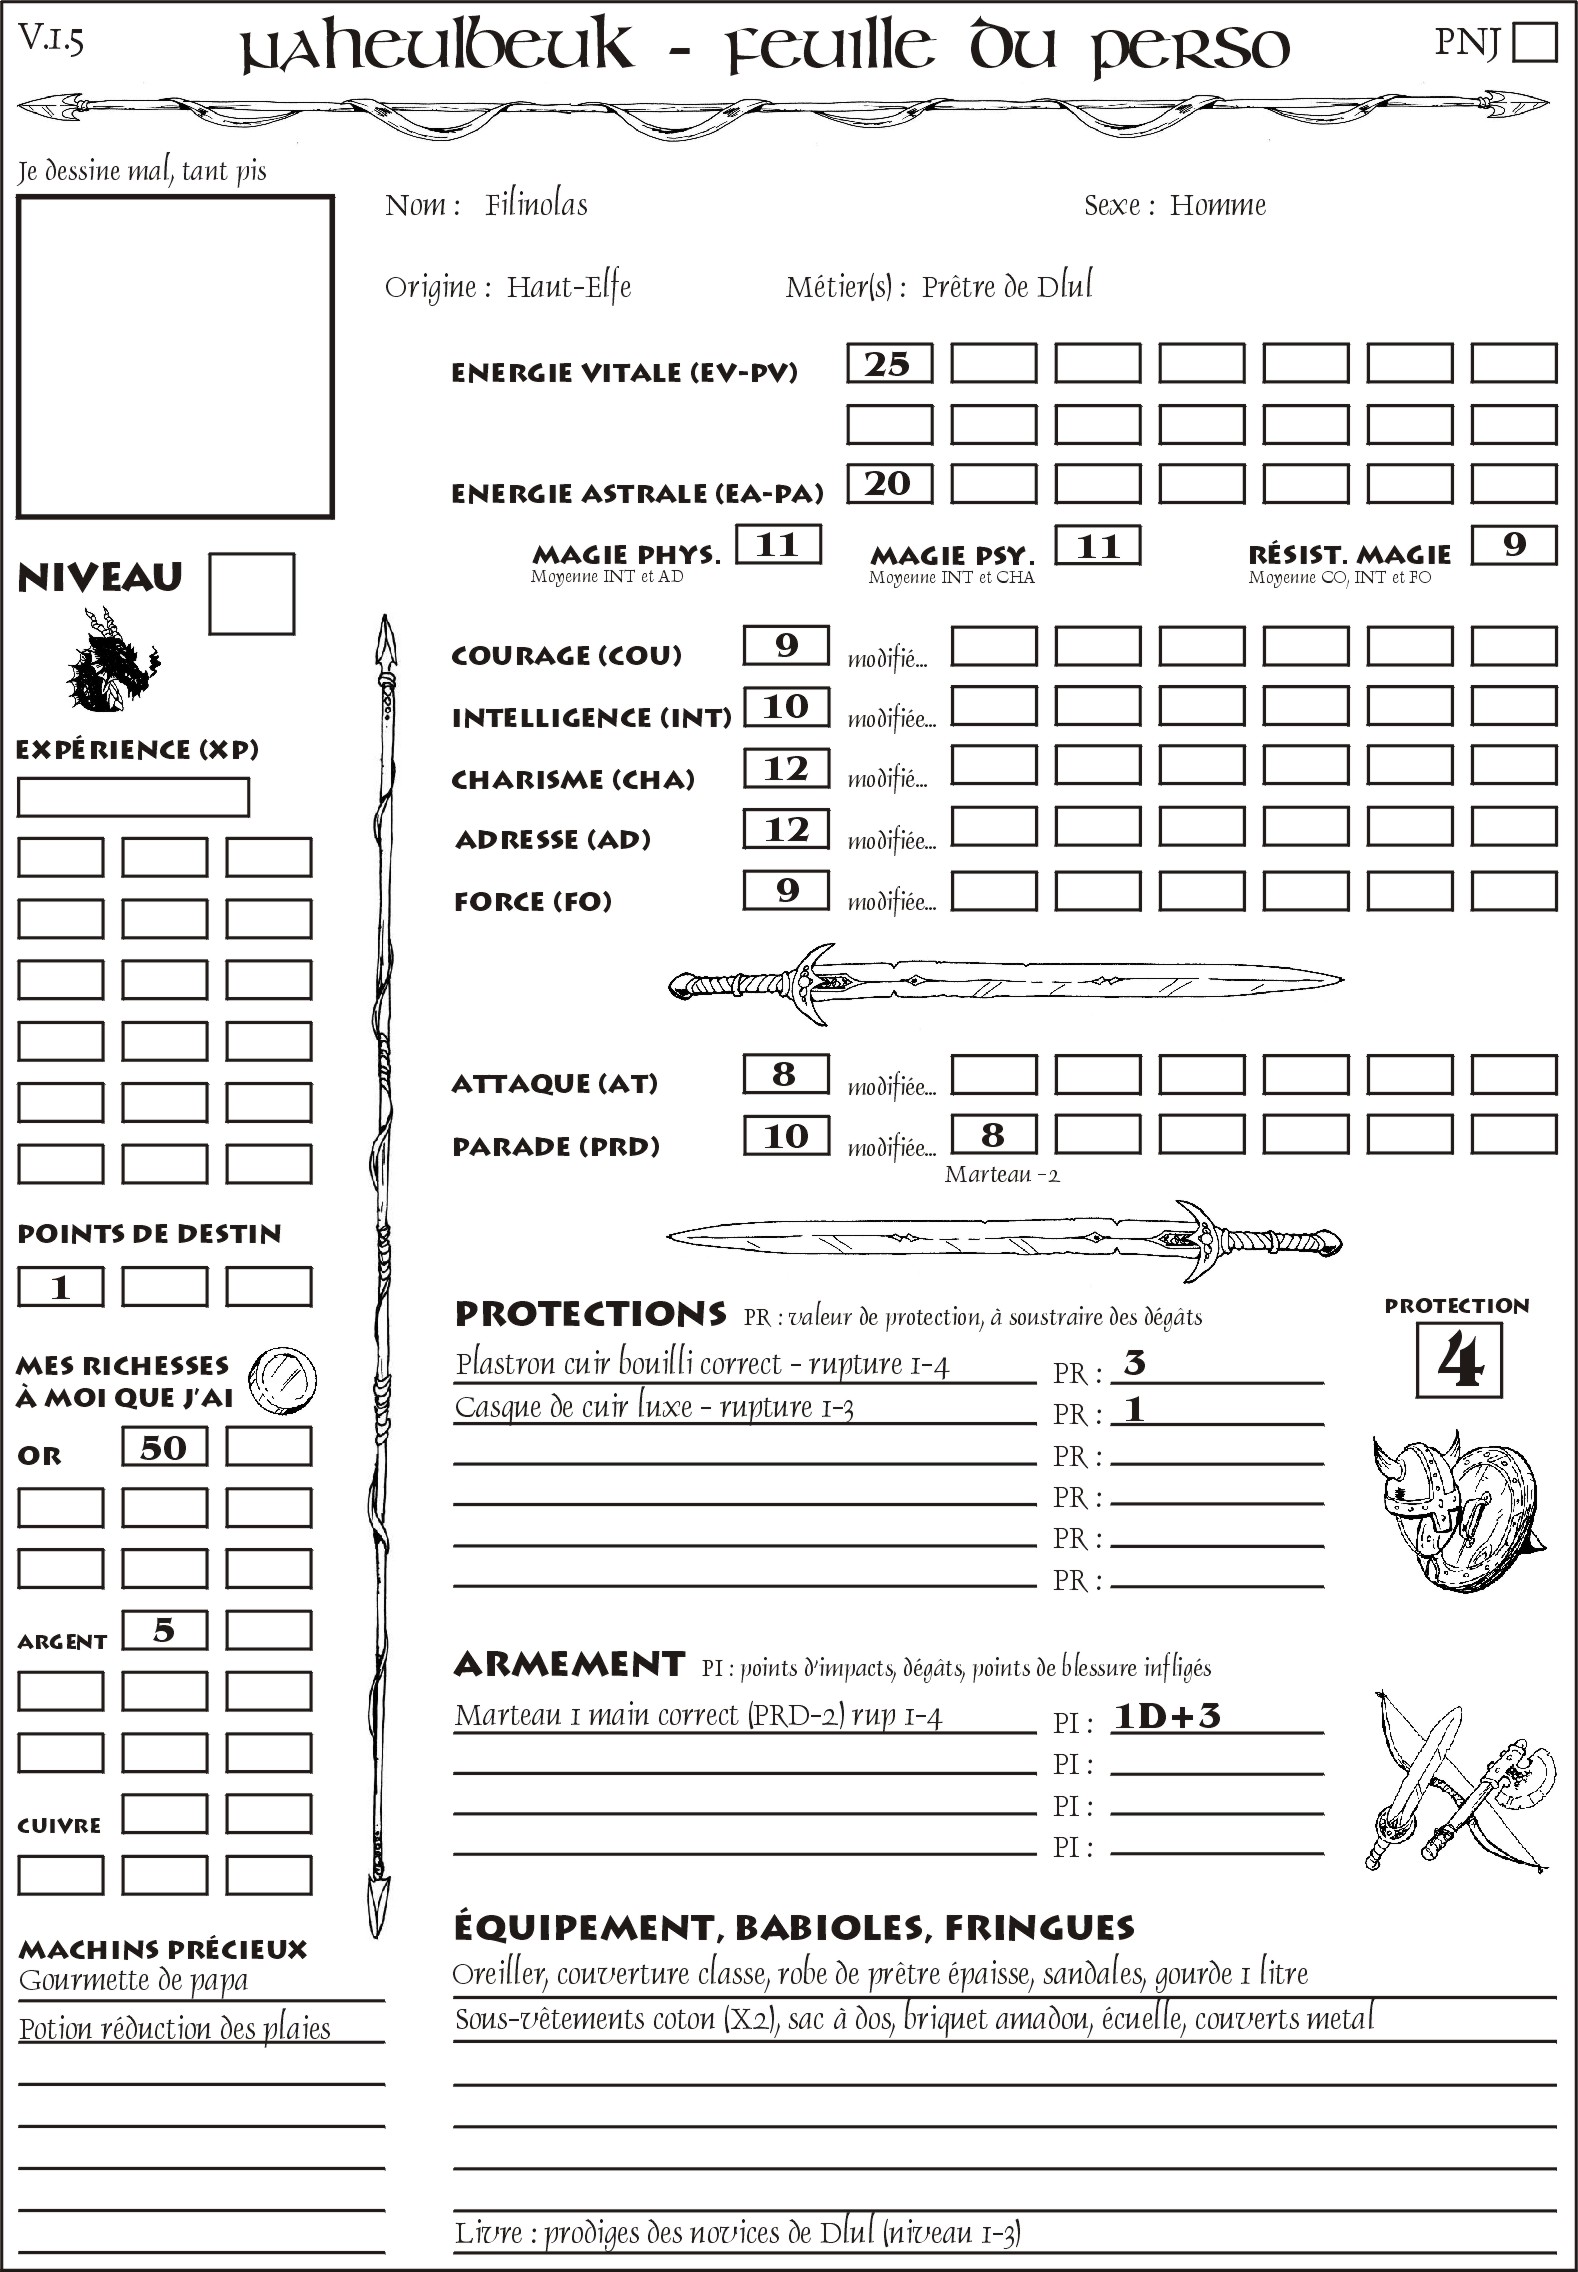 V.1.5
Naheulbeuk - Feuille du perso
PNJ
Je dessine mal, tant pis
Nom : Filinolas
Sexe : Homme
Origine : Haut-Elfe
Métier(s) : Prêtre de Dlul
ENERGIE VITALE (EV-PV) 25
ENERGIE ASTRALE (EA-PA) 20
MAGIE PHYS. 11
Moyenne INT et AD
MAGIE PSY. 11
Moyenne INT et CHA
RÉSIST. MAGIE 9
Moyenne CO, INT et FO
NIVEAU
COURAGE (COU) 9 modifié...
INTELLIGENCE (INT) 10 modifiée...
CHARISME (CHA) 12 modifié...
ADRESSE (AD) 12 modifiée...
FORCE (FO) 9 modifiée...
EXPÉRIENCE (XP)
ATTAQUE (AT) 8 modifiée...
PARADE (PRD) 10 modifiée... 8
Marteau -2
POINTS DE DESTIN
1
MES RICHESSES
À MOI QUE J'AI
OR 50
ARGENT 5
CUIVRE
MACHINS PRÉCIEUX
Gourmette de papa
Potion réduction des plaies
PROTECTIONS PR : valeur de protection, à soustraire des dégâts
PROTECTION
4
Plastron cuir bouilli correct - rupture 1-4 PR : 3
Casque de cuir luxe - rupture 1-3 PR : 1
PR :
PR :
PR :
PR :
ARMEMENT PI : points d'impacts, dégâts, points de blessure infligés
Marteau 1 main correct (PRD-2) rup 1-4 PI : 1D+3
PI :
PI :
PI :
ÉQUIPEMENT, BABIOLES, FRINGUES
Oreiller, couverture classe, robe de prêtre épaisse, sandales, gourde 1 litre
Sous-vêtements coton (X2), sac à dos, briquet amadou, écuelle, couverts metal
Livre : prodiges des novices de Dlul (niveau 1-3)